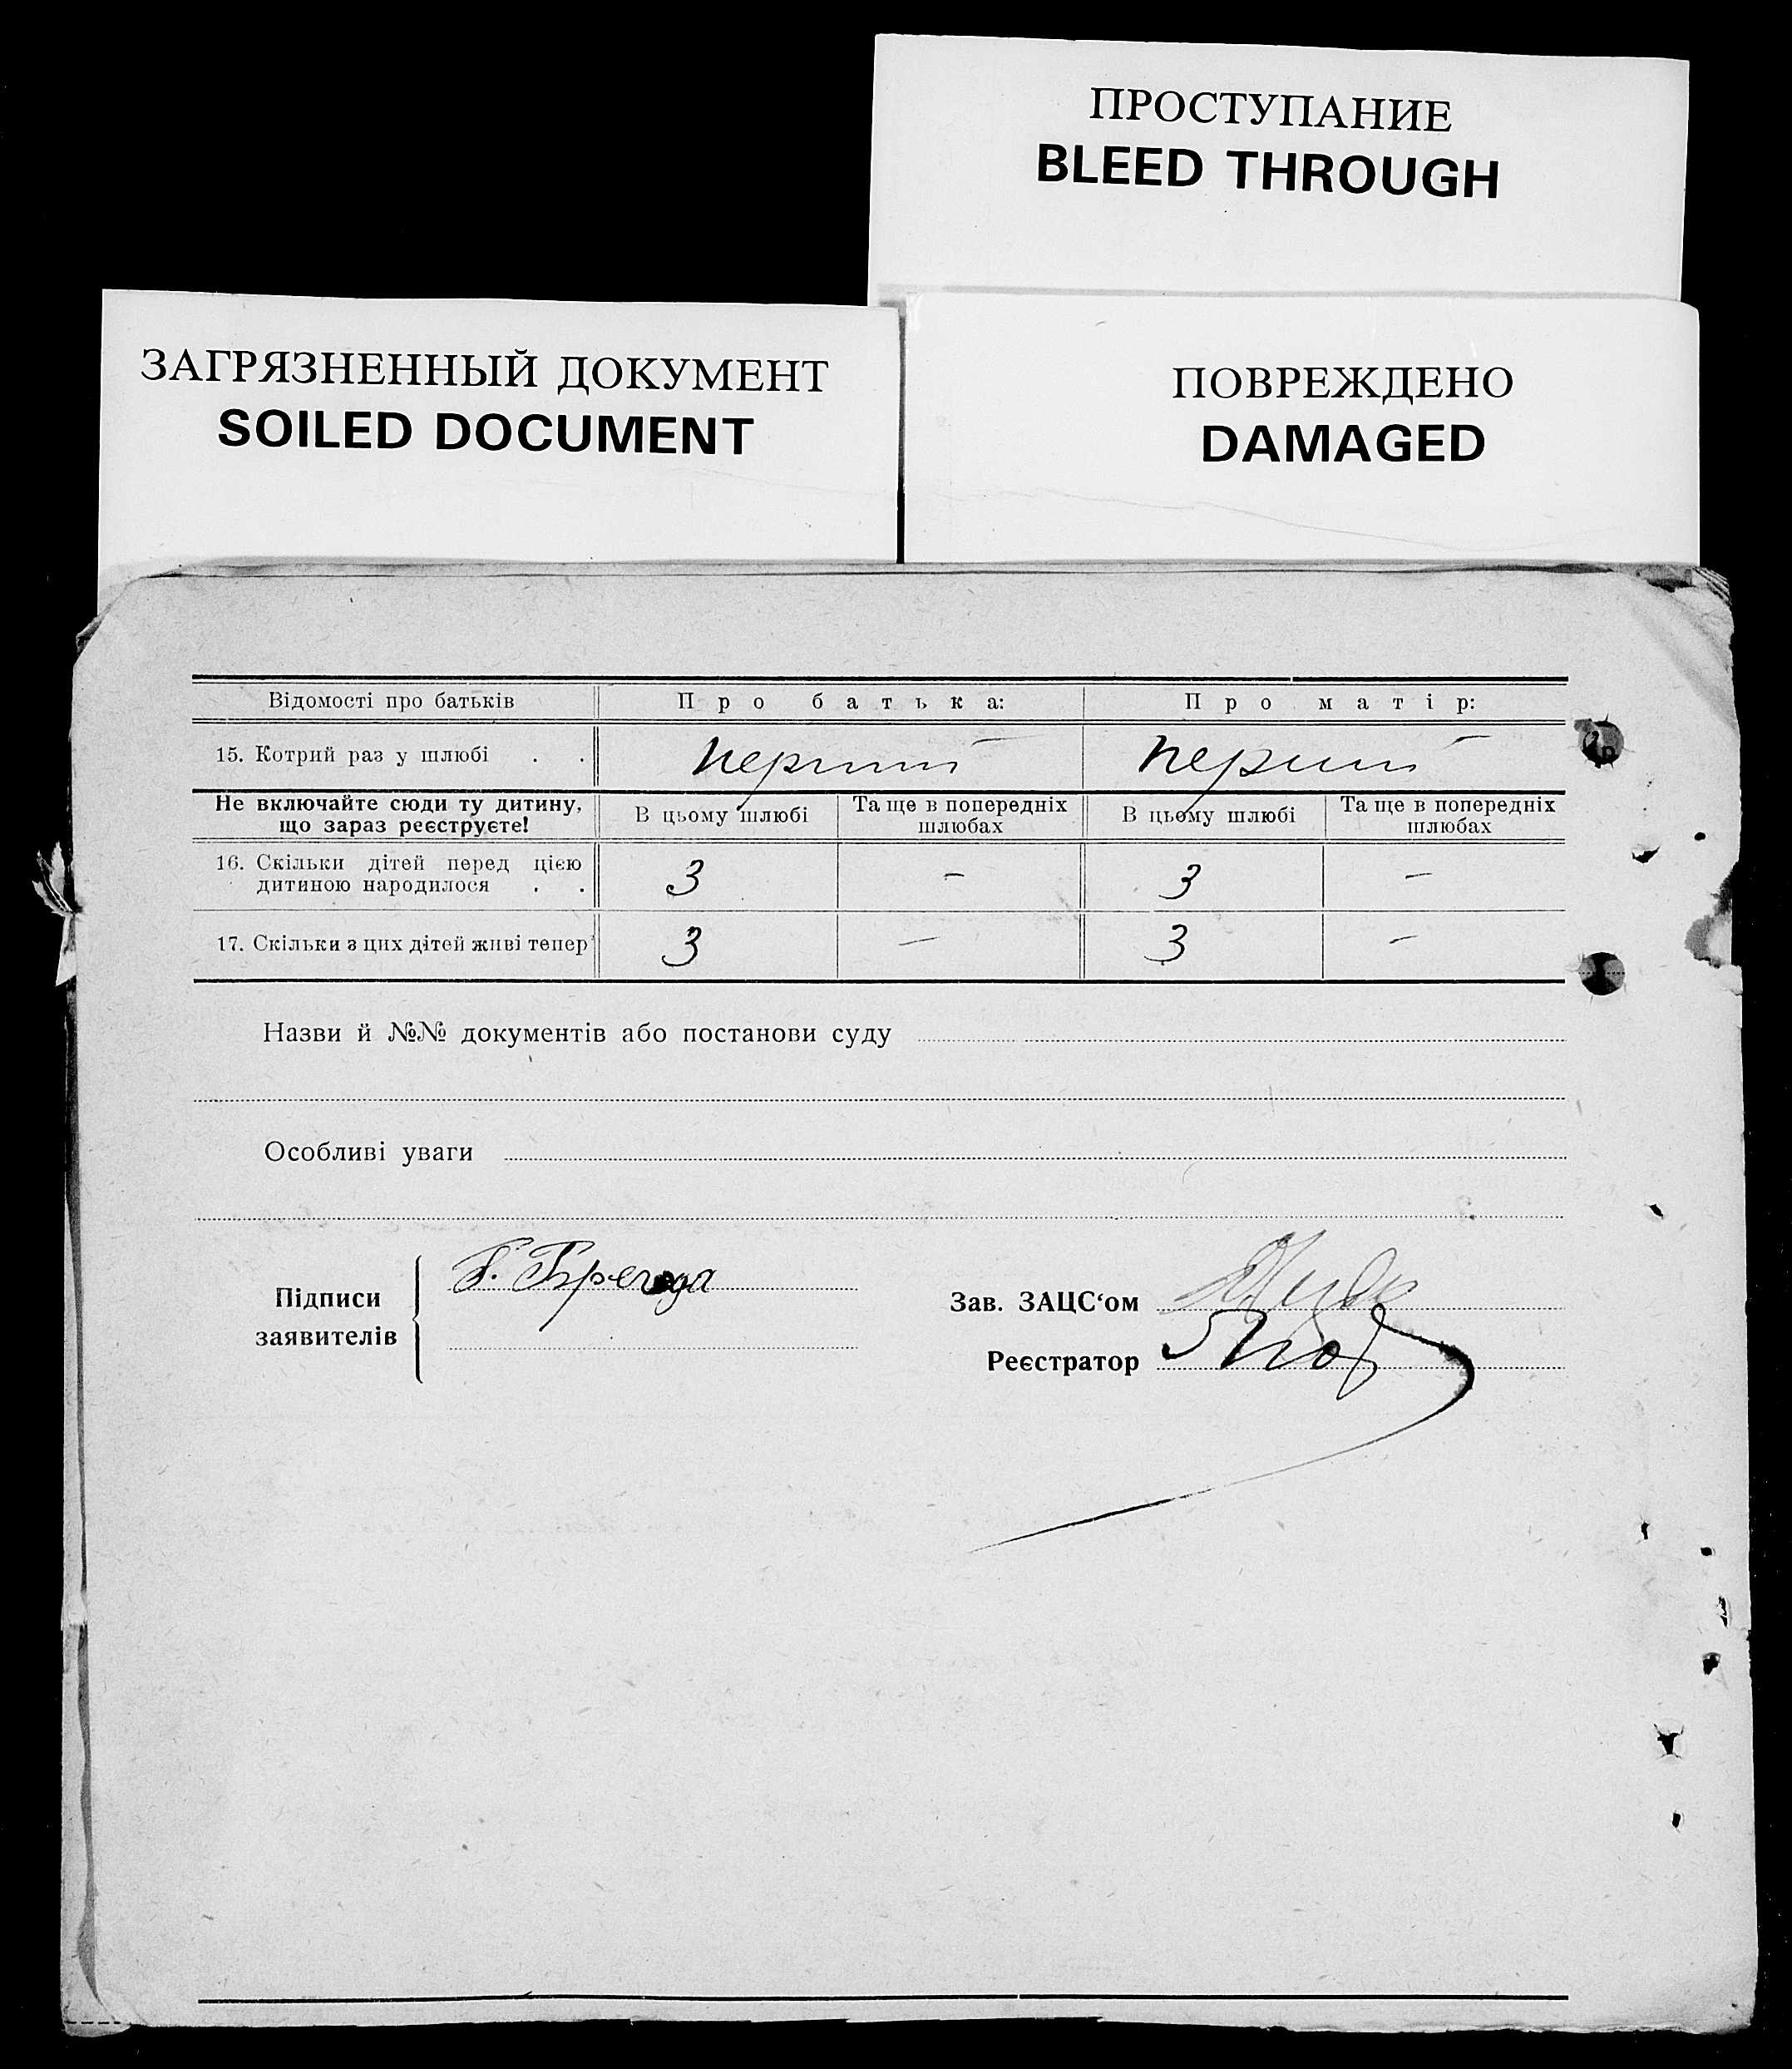 ПРОСТУПАНИЕ
BLEED THROUGH
ЗАГРЯЗНЕННЫЙ ДОКУМЕНТ
SOILED DOCUMENT
ПОВРЕЖДЕНО
DAMAGED
Відомості про батьків Про батька: Про матір:
15. Котрий раз у шлюбі . . перший перший
Не включайте сюди ту дитину, що зараз реєструєте! В цьому шлюбі Та ще в попередніх шлюбах В цьому шлюбі Та ще в попередніх шлюбах
16. Скільки дітей перед цією
дитиною народилося . . 3 – 3 –
17. Скільки з цих дітей живі тепер 3 – 3 –
Назви й №№ документів або постанови суду
Особливі уваги
Підписи
заявителів
Зав. ЗАЦС‘ом
Реєстратор